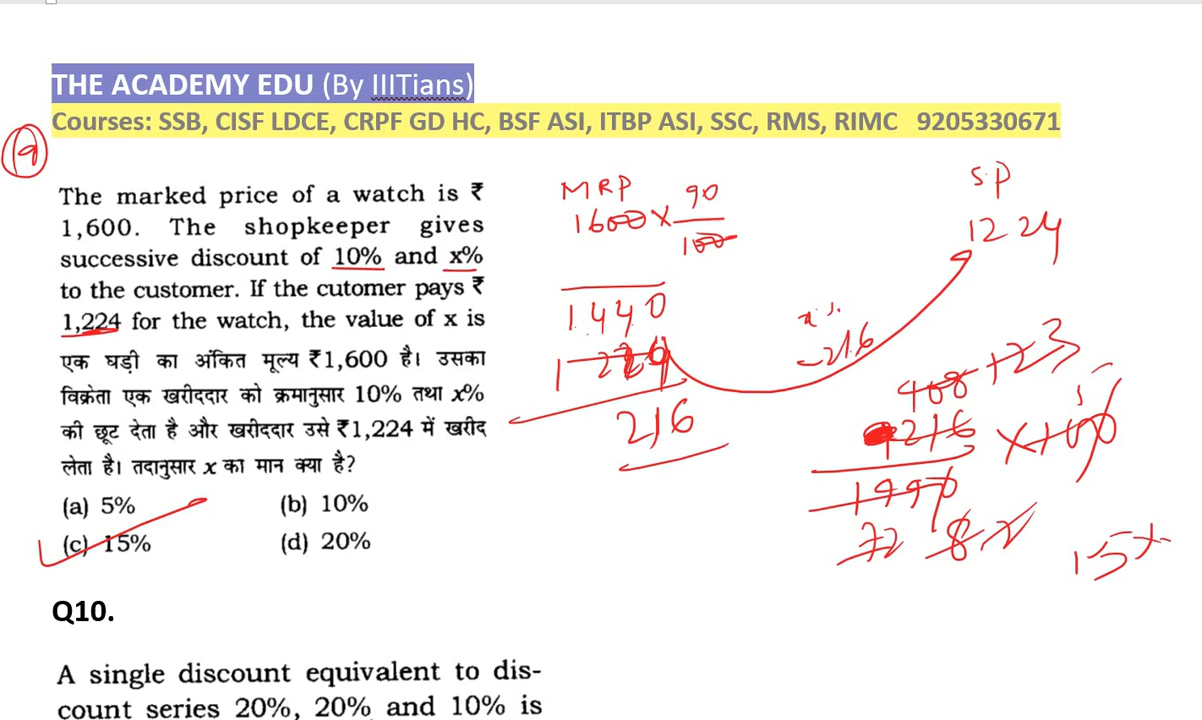 THE ACADEMY EDU (By IIITians)
Courses: SSB, CISF LDCE, CRPF GD HC, BSF ASI, ITBP ASI, SSC, RMS, RIMC 9205330671
9
The marked price of a watch is ₹
1,600. The shopkeeper gives
successive discount of 10% and x%
to the customer. If the cutomer pays ₹
1,224 for the watch, the value of x is
एक घड़ी का अंकित मूल्य ₹1,600 है। उसका
विक्रेता एक खरीददार को क्रमानुसार 10% तथा x%
की छूट देता है और खरीददार उसे ₹1,224 में खरीद
लेता है। तदानुसार x का मान क्या है?
(a) 5% (b) 10%
(c) 15% (d) 20%
MRP
1600 × 90
100
1440
1224
216
S.P
1224
x%
-216
216 × 100
1440
72
15%
Q10.
A single discount equivalent to dis-
count series 20%, 20% and 10% is